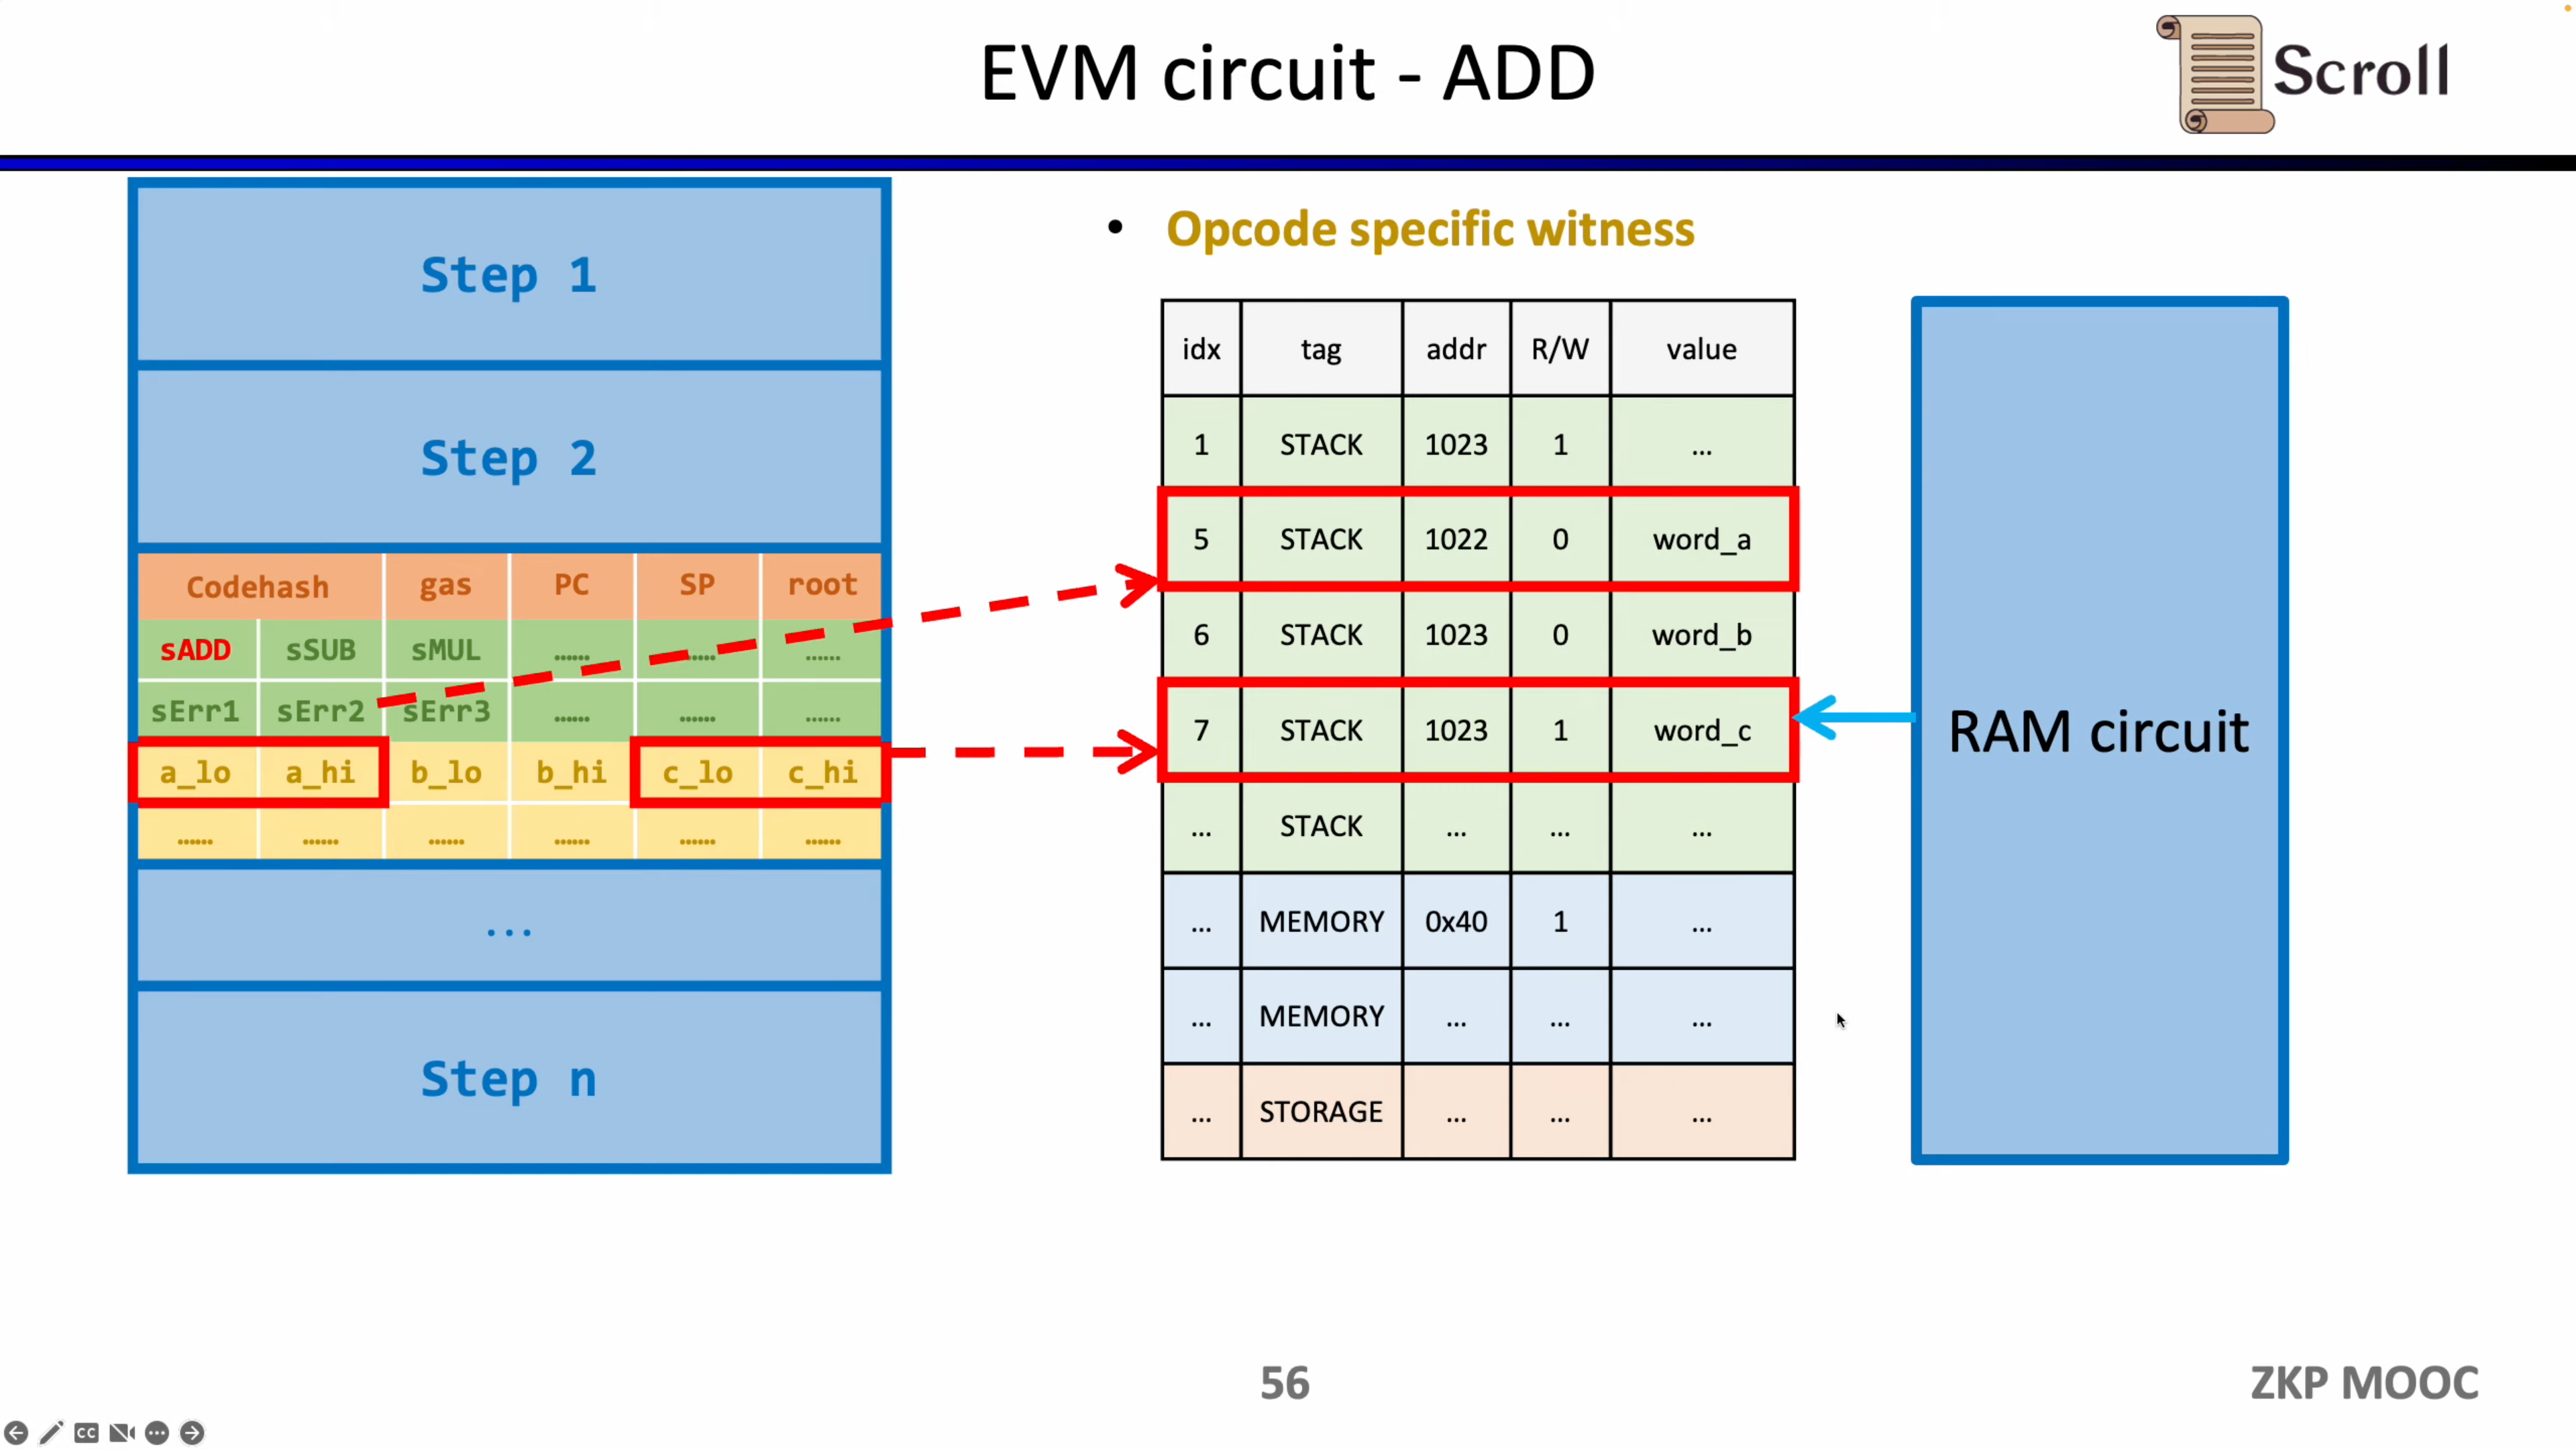 EVM circuit - ADD
Scroll
Step 1
Step 2
Codehash gas PC SP root
sADD sSUB sMUL ...... ...... ......
sErr1 sErr2 sErr3 ...... ...... ......
a_lo a_hi b_lo b_hi c_lo c_hi
...... ...... ...... ...... ...... ......
...
Step n
• Opcode specific witness
idx tag addr R/W value
1 STACK 1023 1 ...
5 STACK 1022 0 word_a
6 STACK 1023 0 word_b
7 STACK 1023 1 word_c
... STACK ... ... ...
... MEMORY 0x40 1 ...
... MEMORY ... ... ...
... STORAGE ... ... ...
RAM circuit
56
ZKP MOOC
CC